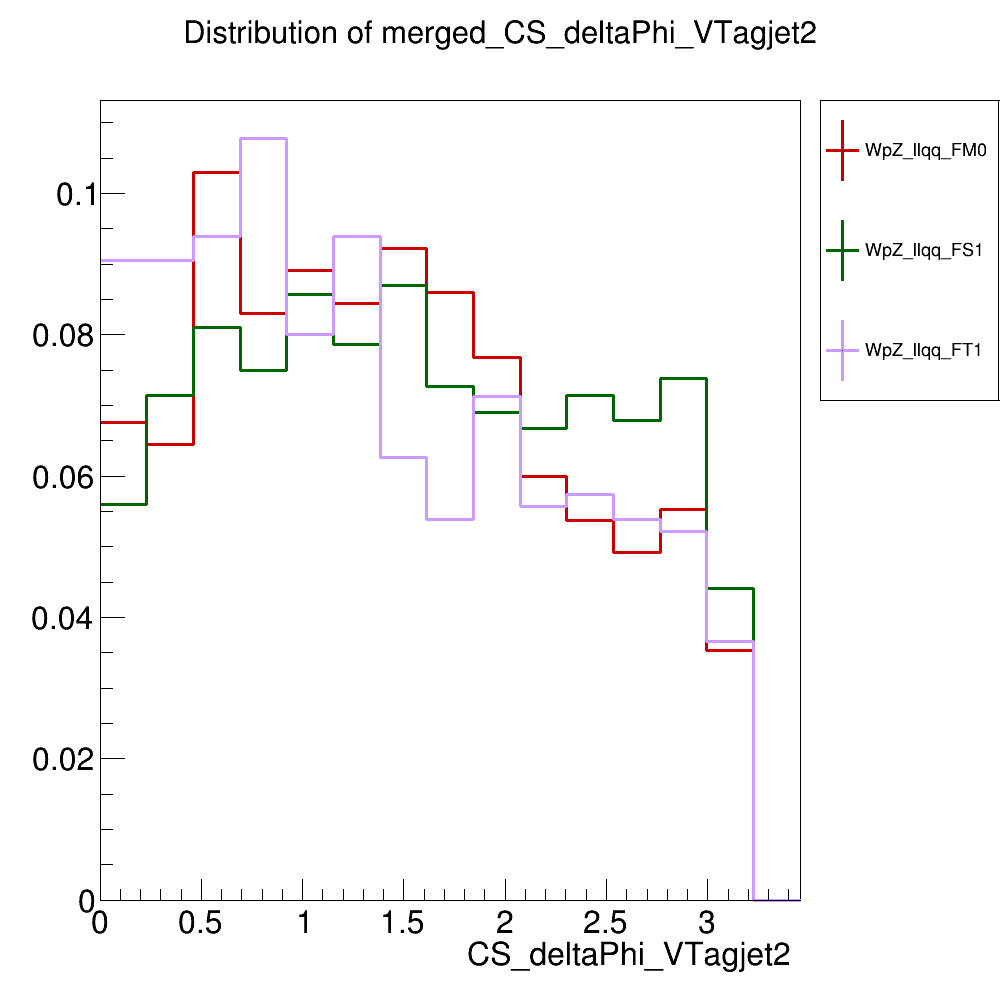 Distribution of merged_CS_deltaPhi_VTagjet2
WpZ_llqq_FM0
WpZ_llqq_FS1
WpZ_llqq_FT1
0.1
0.08
0.06
0.04
0.02
0
0 0.5 1 1.5 2 2.5 3
CS_deltaPhi_VTagjet2